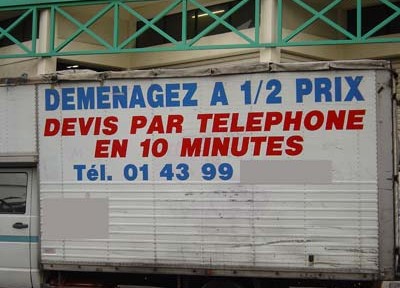 DEMENAGEZ A 1/2 PRIX
DEVIS PAR TELEPHONE
EN 10 MINUTES
Tél. 01 43 99